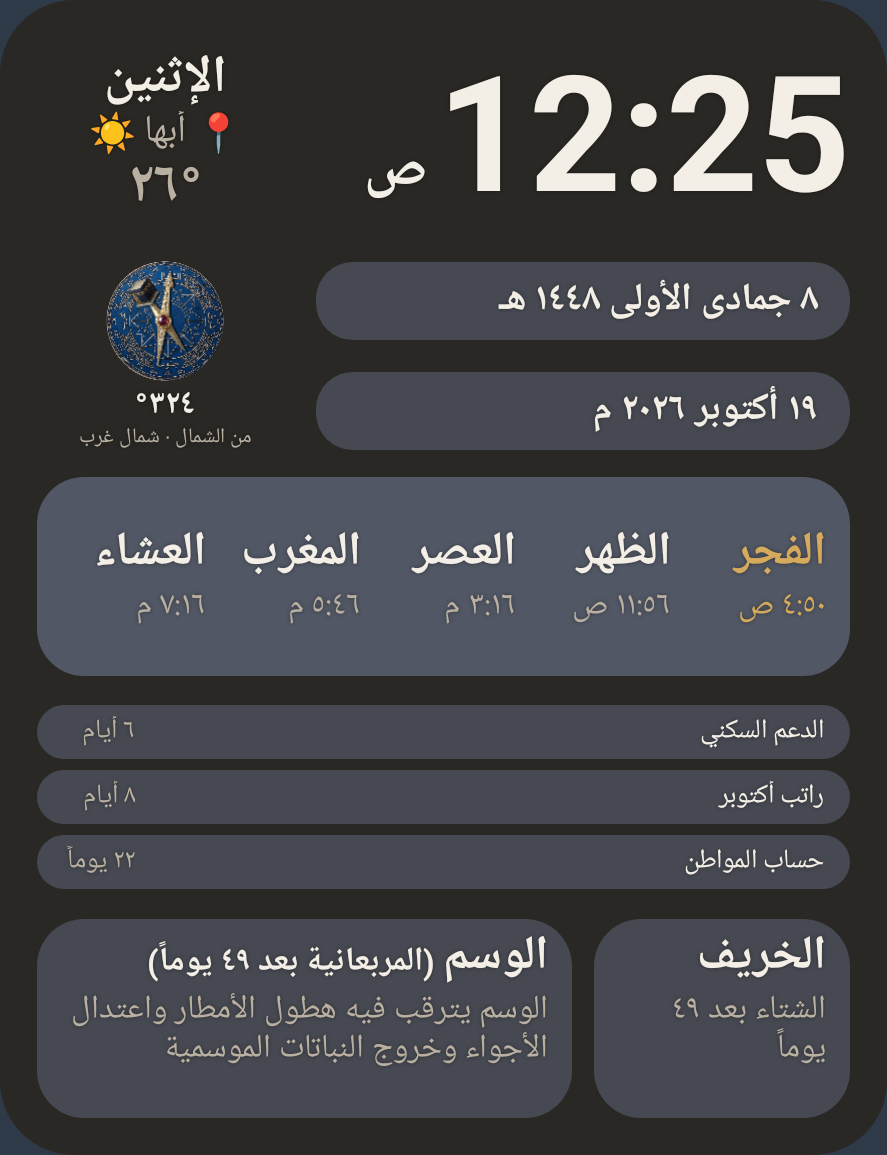 12:25 ص
الإثنين
📍 أبها ☀️
٢٦°
٨ جمادى الأولى ١٤٤٨ هـ
١٩ أكتوبر ٢٠٢٦ م
٣٢٤°
من الشمال · شمال غرب
الفجر الظهر العصر المغرب العشاء
٤:٥٠ ص ١١:٥٦ ص ٣:١٦ م ٥:٤٦ م ٧:١٦ م
الدعم السكني ٦ أيام
راتب أكتوبر ٨ أيام
حساب المواطن ٢٢ يوماً
الخريف
الشتاء بعد ٤٩
يوماً
الوسم (المربعانية بعد ٤٩ يوماً)
الوسم يترقب فيه هطول الأمطار واعتدال
الأجواء وخروج النباتات الموسمية